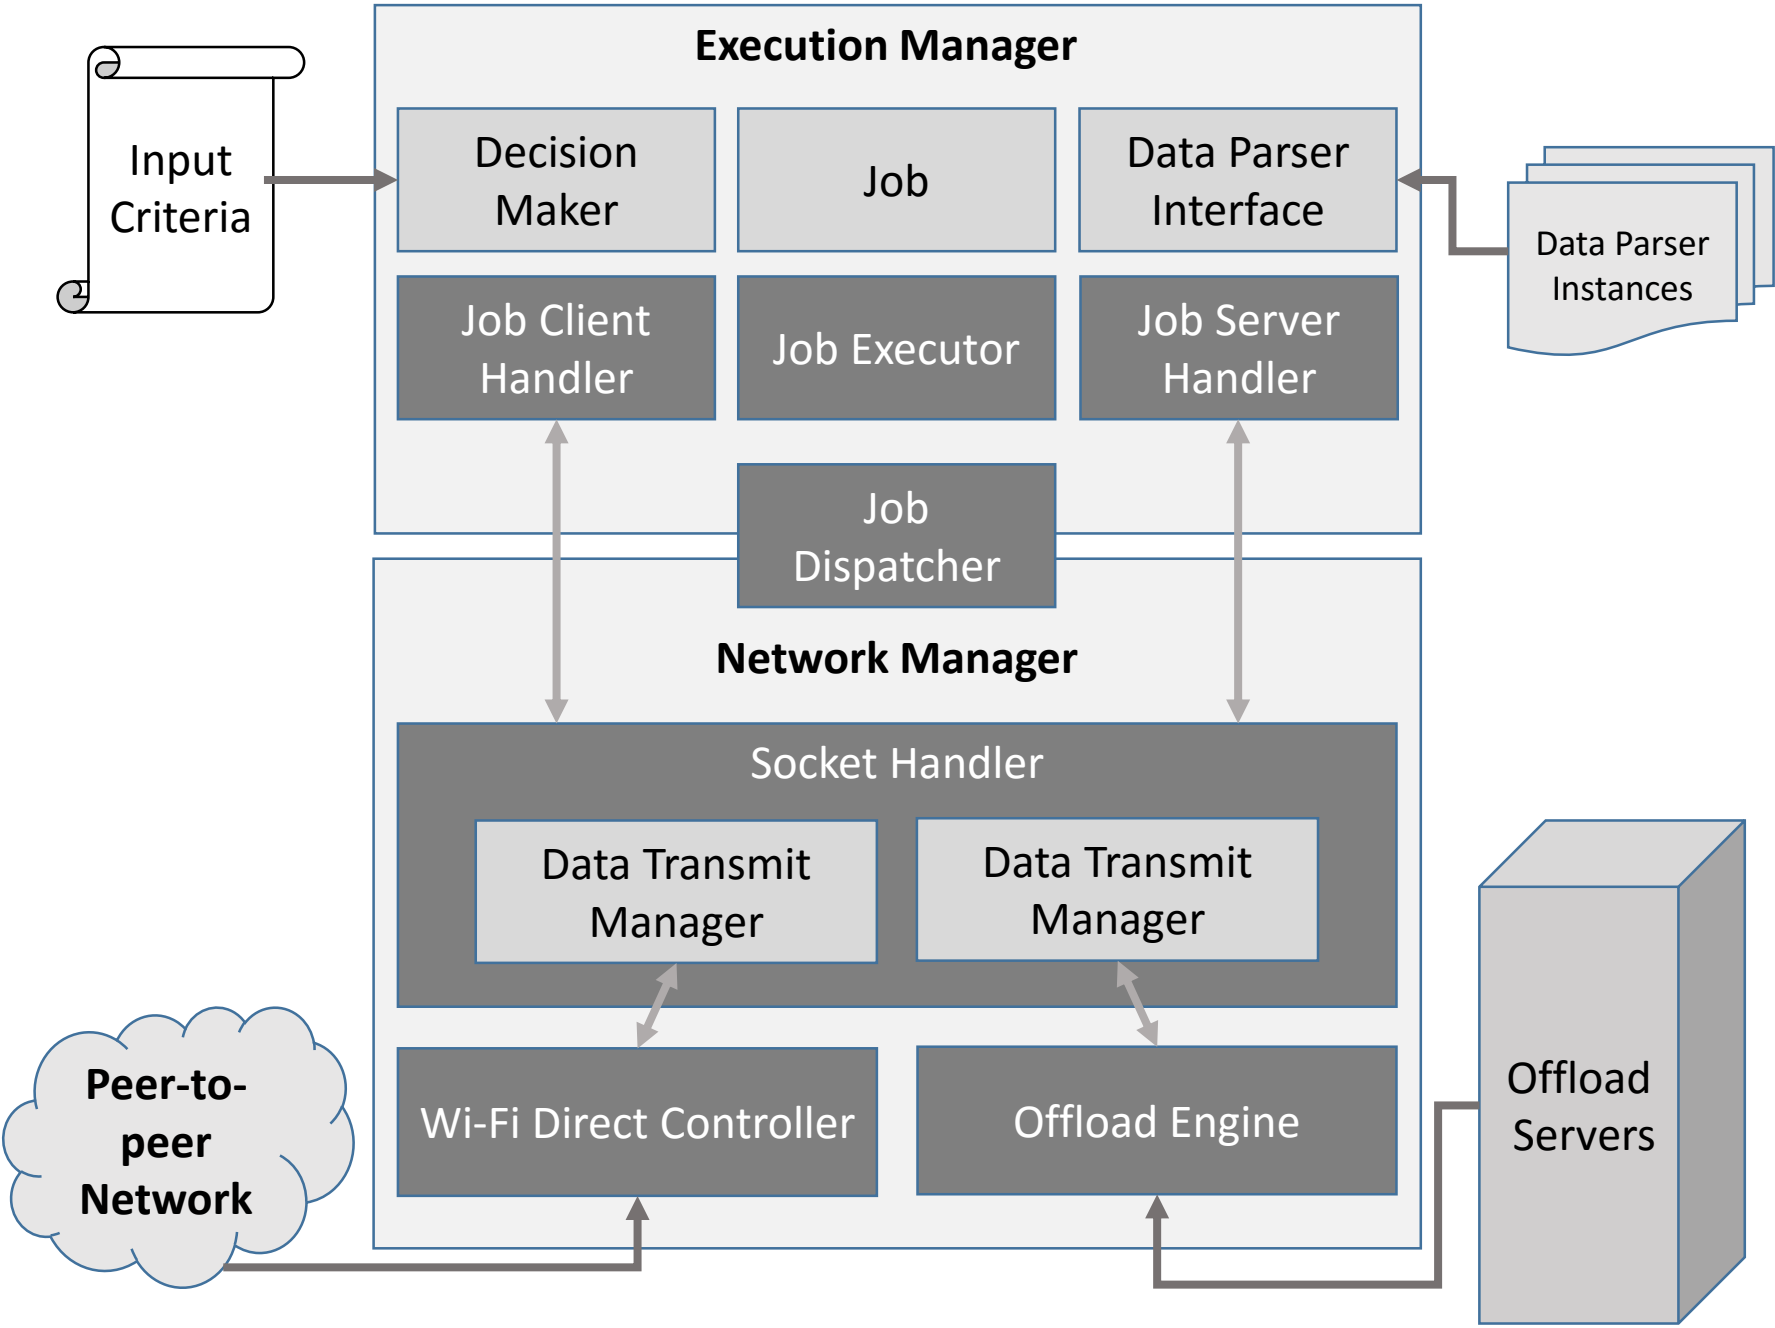 Execution Manager
Input
Criteria
Decision
Maker
Job
Data Parser
Interface
Data Parser
Instances
Job Client
Handler
Job Executor
Job Server
Handler
Job
Dispatcher
Network Manager
Socket Handler
Data Transmit
Manager
Data Transmit
Manager
Peer-to-
peer
Network
Wi-Fi Direct Controller
Offload Engine
Offload
Servers